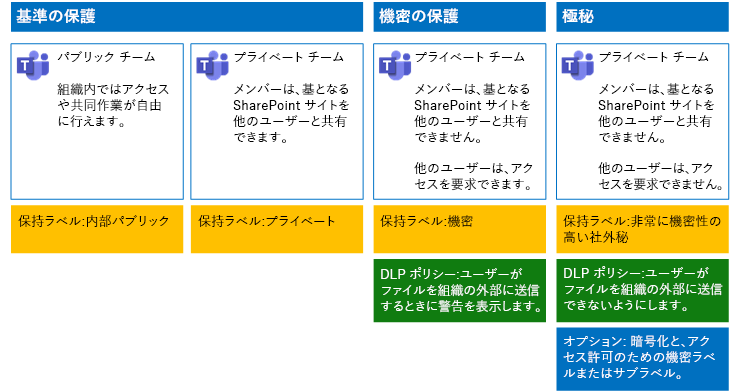 基準の保護
機密の保護
極秘
パブリック チーム
組織内ではアクセス
や共同作業が自由
に行えます。
プライベート チーム
メンバーは、基となる
SharePoint サイトを
他のユーザーと共有
できます。
プライベート チーム
メンバーは、基となる
SharePoint サイトを
他のユーザーと共有
できません。
他のユーザーは、アク
セスを要求できます。
プライベート チーム
メンバーは、基となる
SharePoint サイトを
他のユーザーと共有
できません。
他のユーザーは、アク
セスを要求できません。
保持ラベル:内部パブリック
保持ラベル:プライベート
保持ラベル:機密
保持ラベル:非常に機密性の
高い社外秘
DLP ポリシー:ユーザーが
ファイルを組織の外部に送信
するときに警告を表示します。
DLP ポリシー:ユーザーが
ファイルを組織の外部に送信
できないようにします。
オプション: 暗号化と、アク
セス許可のための機密ラベ
ルまたはサブラベル。